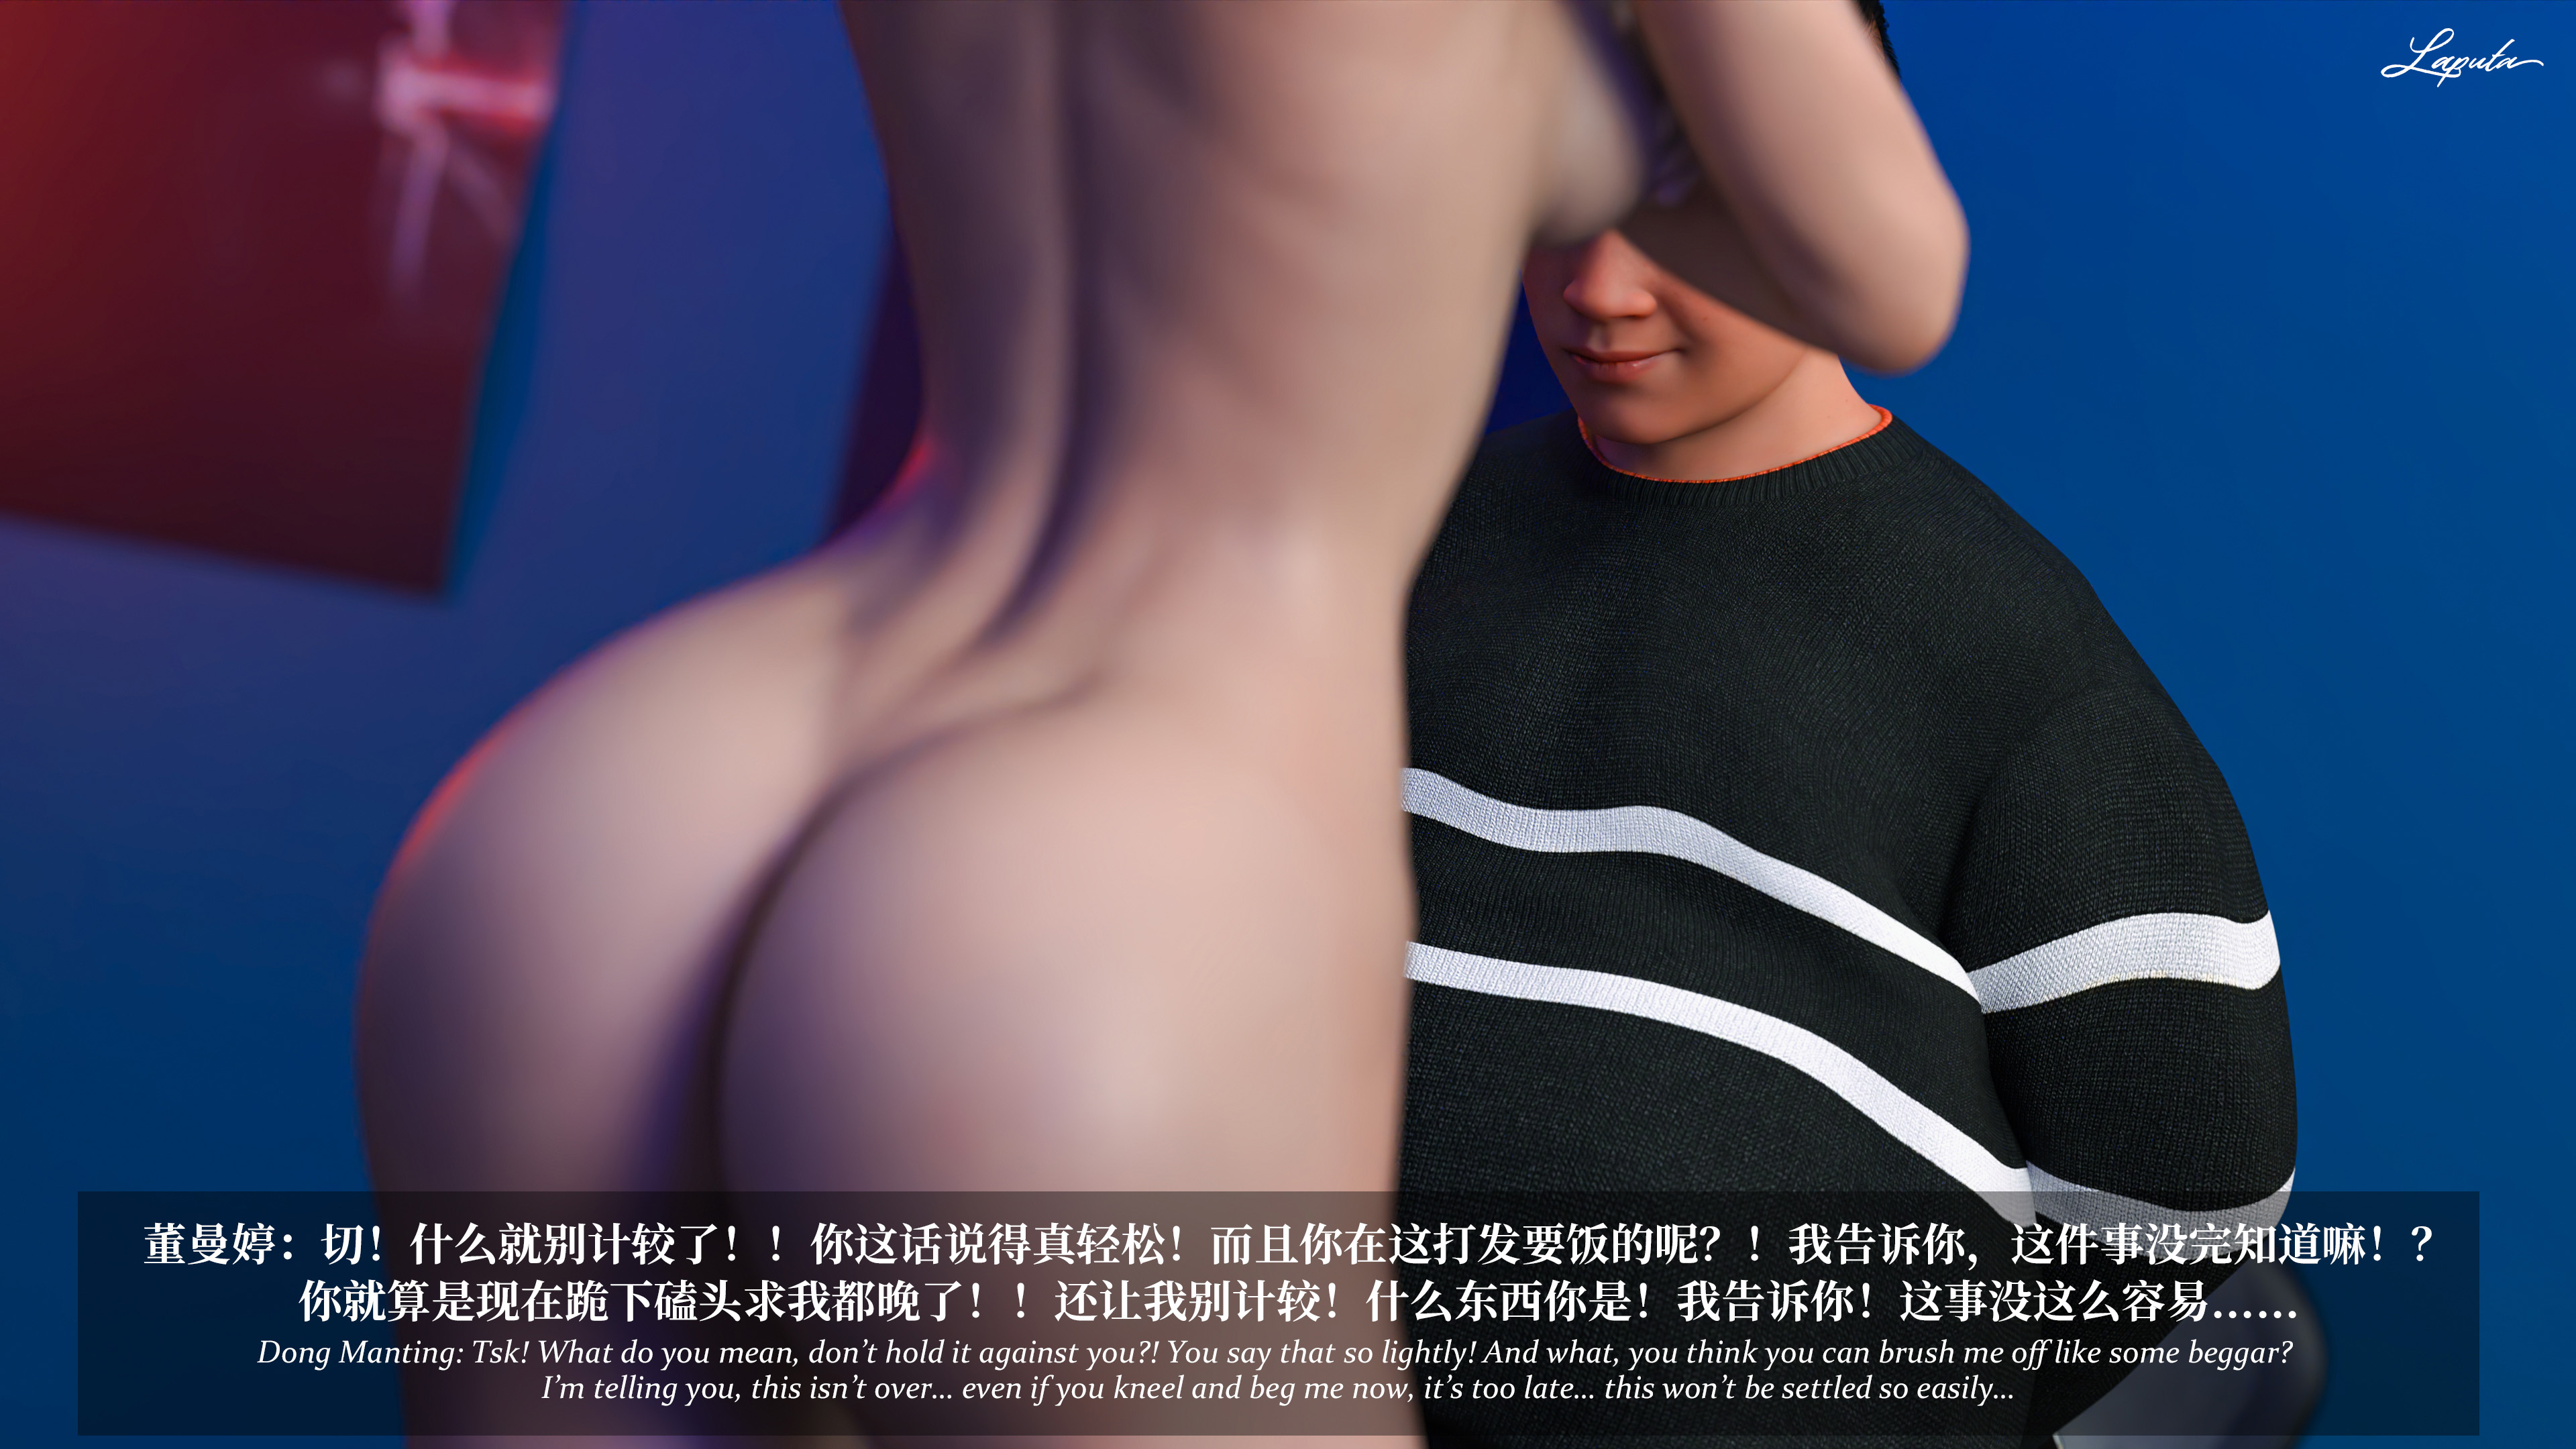 Laputa
董曼婷：切！什么就别计较了！！你这话说得真轻松！而且你在这打发要饭的呢？！我告诉你，这件事没完知道嘛！？
你就算是现在跪下磕头求我都晚了！！还让我别计较！什么东西你是！我告诉你！这事没这么容易……
Dong Manting: Tsk! What do you mean, don’t hold it against you?! You say that so lightly! And what, you think you can brush me off like some beggar?
I’m telling you, this isn’t over... even if you kneel and beg me now, it’s too late... this won’t be settled so easily...